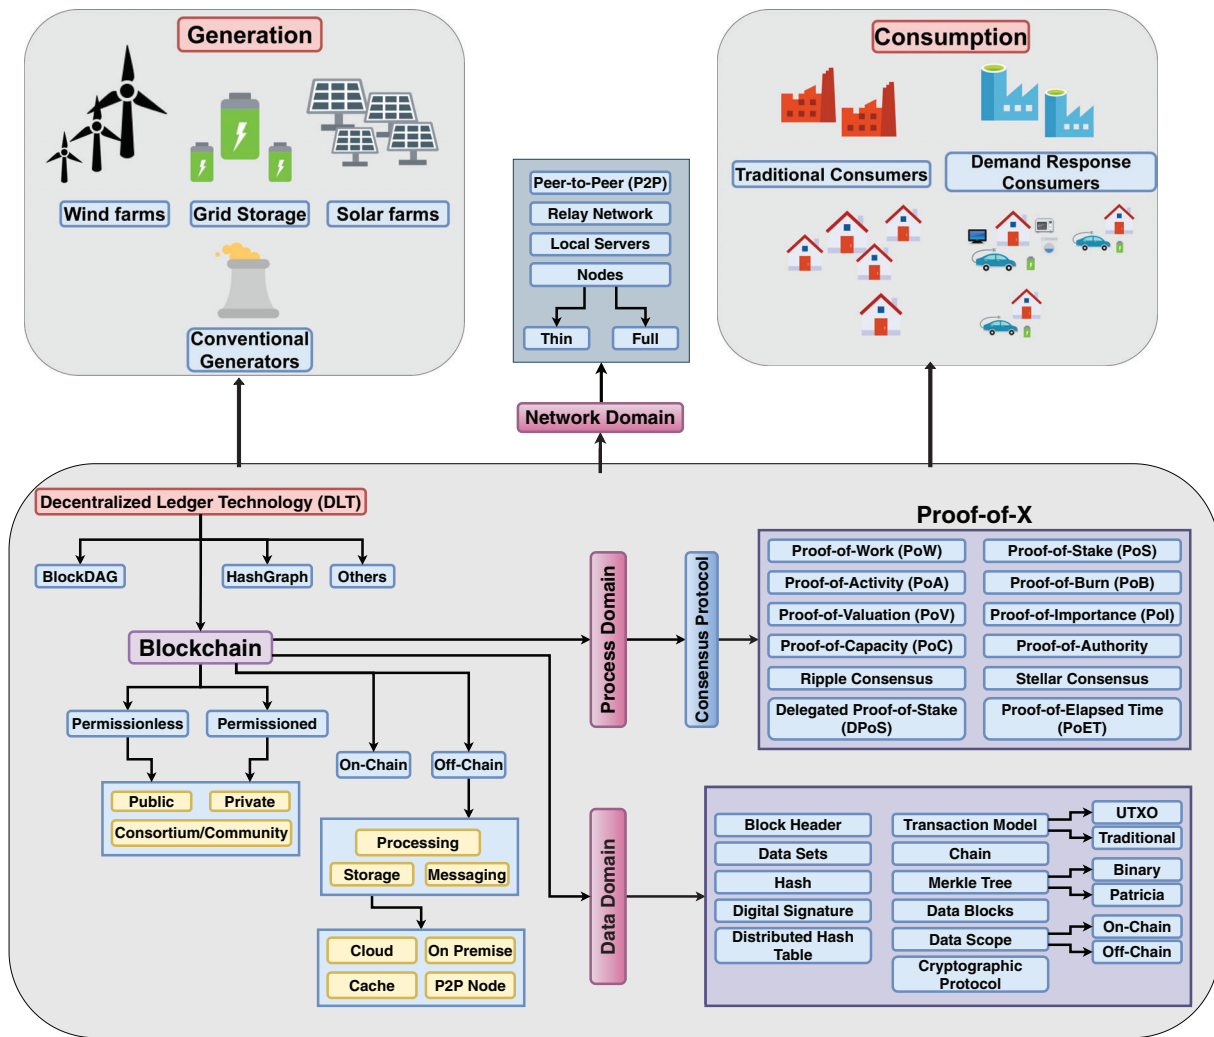 Generation
Wind farms
Grid Storage
Solar farms
Conventional
Generators
Peer-to-Peer (P2P)
Relay Network
Local Servers
Nodes
Thin
Full
Network Domain
Consumption
Traditional Consumers
Demand Response
Consumers
Decentralized Ledger Technology (DLT)
BlockDAG
HashGraph
Others
Blockchain
Permissionless
Permissioned
Public
Private
Consortium/Community
On-Chain
Off-Chain
Processing
Storage
Messaging
Cloud
On Premise
Cache
P2P Node
Process Domain
Consensus Protocol
Proof-of-X
Proof-of-Work (PoW)
Proof-of-Stake (PoS)
Proof-of-Activity (PoA)
Proof-of-Burn (PoB)
Proof-of-Valuation (PoV)
Proof-of-Importance (PoI)
Proof-of-Capacity (PoC)
Proof-of-Authority
Ripple Consensus
Stellar Consensus
Delegated Proof-of-Stake
(DPoS)
Proof-of-Elapsed Time
(PoET)
Data Domain
Block Header
Data Sets
Hash
Digital Signature
Distributed Hash
Table
Transaction Model
Chain
Merkle Tree
Data Blocks
Data Scope
Cryptographic
Protocol
UTXO
Traditional
Binary
Patricia
On-Chain
Off-Chain